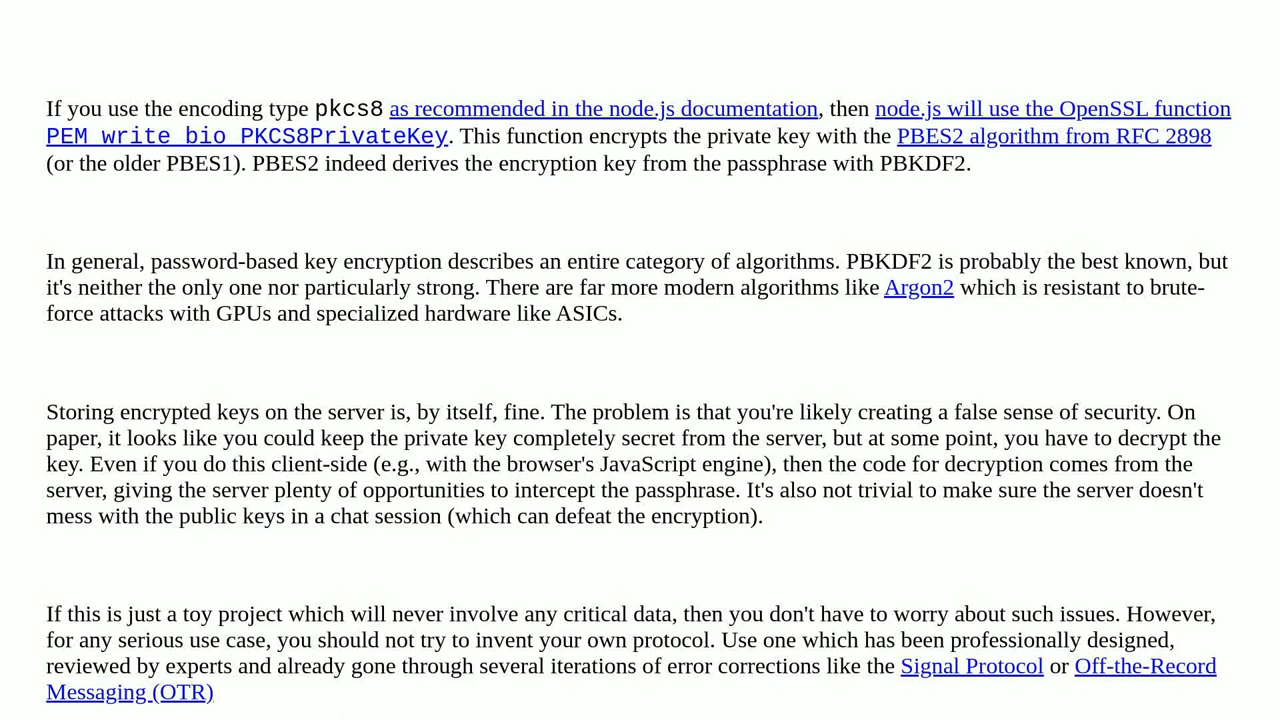 If you use the encoding type pkcs8 as recommended in the node.js documentation, then node.js will use the OpenSSL function
PEM_write_bio_PKCS8PrivateKey. This function encrypts the private key with the PBES2 algorithm from RFC 2898
(or the older PBES1). PBES2 indeed derives the encryption key from the passphrase with PBKDF2.
In general, password-based key encryption describes an entire category of algorithms. PBKDF2 is probably the best known, but
it's neither the only one nor particularly strong. There are far more modern algorithms like Argon2 which is resistant to brute-
force attacks with GPUs and specialized hardware like ASICs.
Storing encrypted keys on the server is, by itself, fine. The problem is that you're likely creating a false sense of security. On
paper, it looks like you could keep the private key completely secret from the server, but at some point, you have to decrypt the
key. Even if you do this client-side (e.g., with the browser's JavaScript engine), then the code for decryption comes from the
server, giving the server plenty of opportunities to intercept the passphrase. It's also not trivial to make sure the server doesn't
mess with the public keys in a chat session (which can defeat the encryption).
If this is just a toy project which will never involve any critical data, then you don't have to worry about such issues. However,
for any serious use case, you should not try to invent your own protocol. Use one which has been professionally designed,
reviewed by experts and already gone through several iterations of error corrections like the Signal Protocol or Off-the-Record
Messaging (OTR)